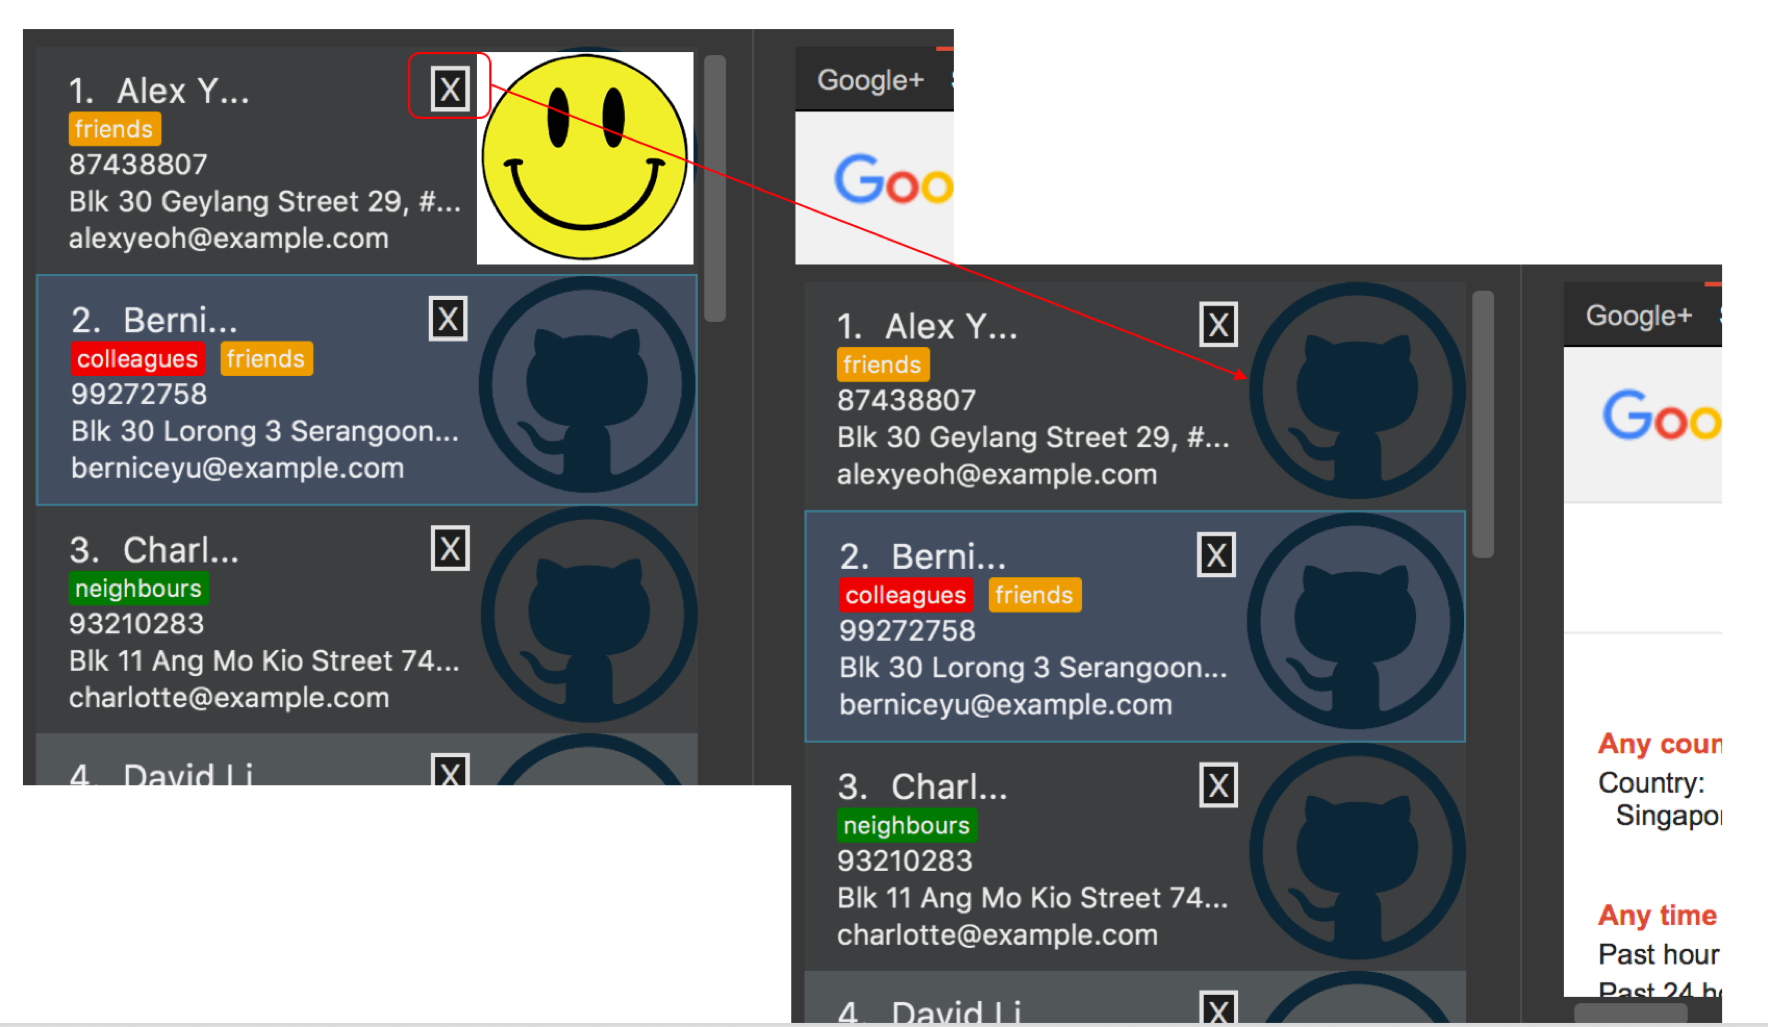 1. Alex Y...
X
friends
87438807
Blk 30 Geylang Street 29, #...
alexyeoh@example.com
2. Berni...
X
colleagues friends
99272758
Blk 30 Lorong 3 Serangoon...
berniceyu@example.com
3. Charl...
X
neighbours
93210283
Blk 11 Ang Mo Kio Street 74...
charlotte@example.com
4. David Li
X
Google+
Goo
1. Alex Y...
X
friends
87438807
Blk 30 Geylang Street 29, #...
alexyeoh@example.com
2. Berni...
X
colleagues friends
99272758
Blk 30 Lorong 3 Serangoon...
berniceyu@example.com
3. Charl...
X
neighbours
93210283
Blk 11 Ang Mo Kio Street 74...
charlotte@example.com
4. David Li
X
Google+
Goo
Any coun
Country:
Singapo
Any time
Past hour
Past 24 h